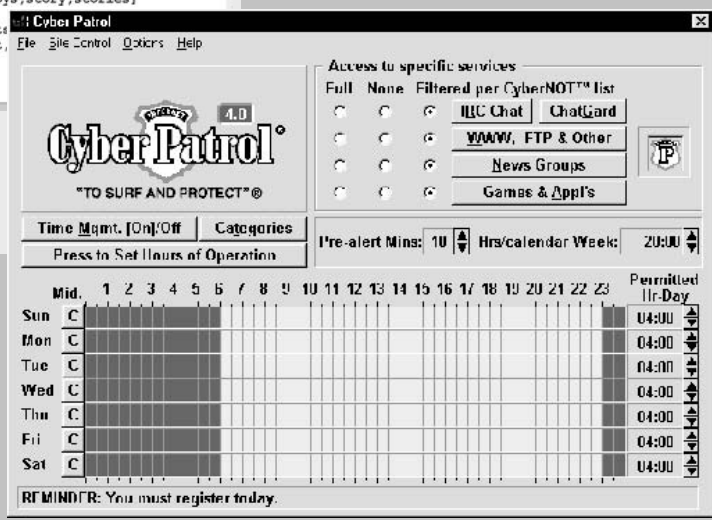 ys,story,stories]
Cyber Patrol
File Site Control Options Help
Access to specific services
Full None Filtered per CyberNOT™ list
IRC Chat ChatGard
WWW, FTP & Other
News Groups
Games & Appl's
INTERNET
4.0
CyberPatrol®
"TO SURF AND PROTECT"®
P
Time Mgmt. [On]/Off Categories
Press to Set Hours of Operation
Pre-alert Mins: 10 Hrs/calendar Week: 20:00
Mid. 1 2 3 4 5 6 7 8 9 10 11 12 13 14 15 16 17 18 19 20 21 22 23 Permitted
Hr-Day
Sun C 04:00
Mon C 04:00
Tue C 04:00
Wed C 04:00
Thu C 04:00
Fri C 04:00
Sat C 04:00
REMINDER: You must register today.